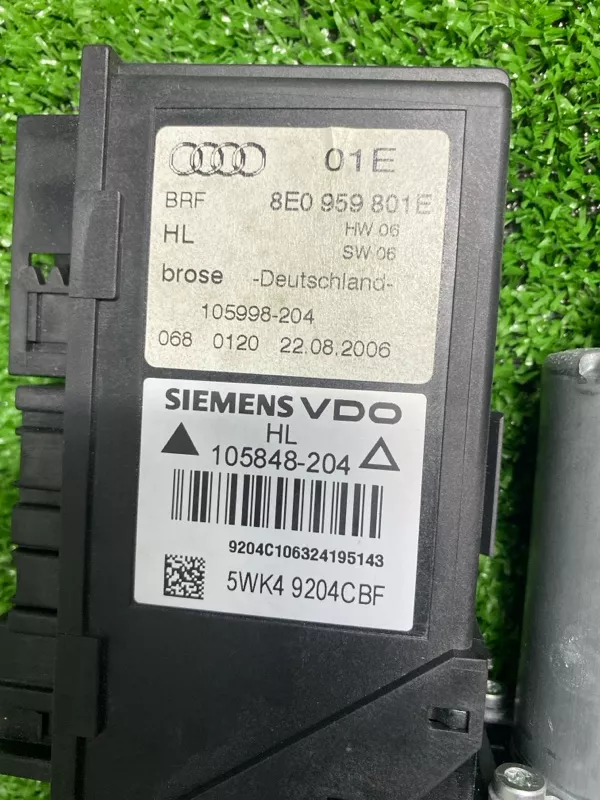 01E
BRF 8E0 959 801E
HL HW 06
SW 06
brose -Deutschland-
105998-204
068 0120 22.08.2006
SIEMENS VDO
HL
105848-204
9204C106324195143
5WK4 9204CBF